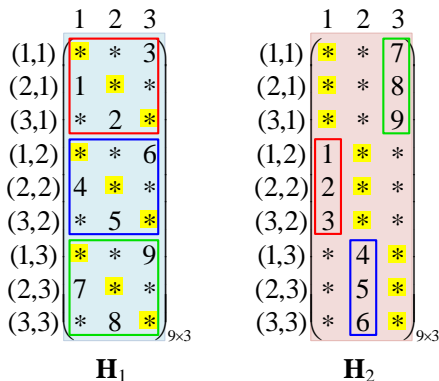 1 2 3
(1,1) * * 3
(2,1) 1 * *
(3,1) * 2 *
(1,2) * * 6
(2,2) 4 * *
(3,2) * 5 *
(1,3) * * 9
(2,3) 7 * *
(3,3) * 8 *
9×3
H1
1 2 3
(1,1) * * 7
(2,1) * * 8
(3,1) * * 9
(1,2) 1 * *
(2,2) 2 * *
(3,2) 3 * *
(1,3) * 4 *
(2,3) * 5 *
(3,3) * 6 *
9×3
H2